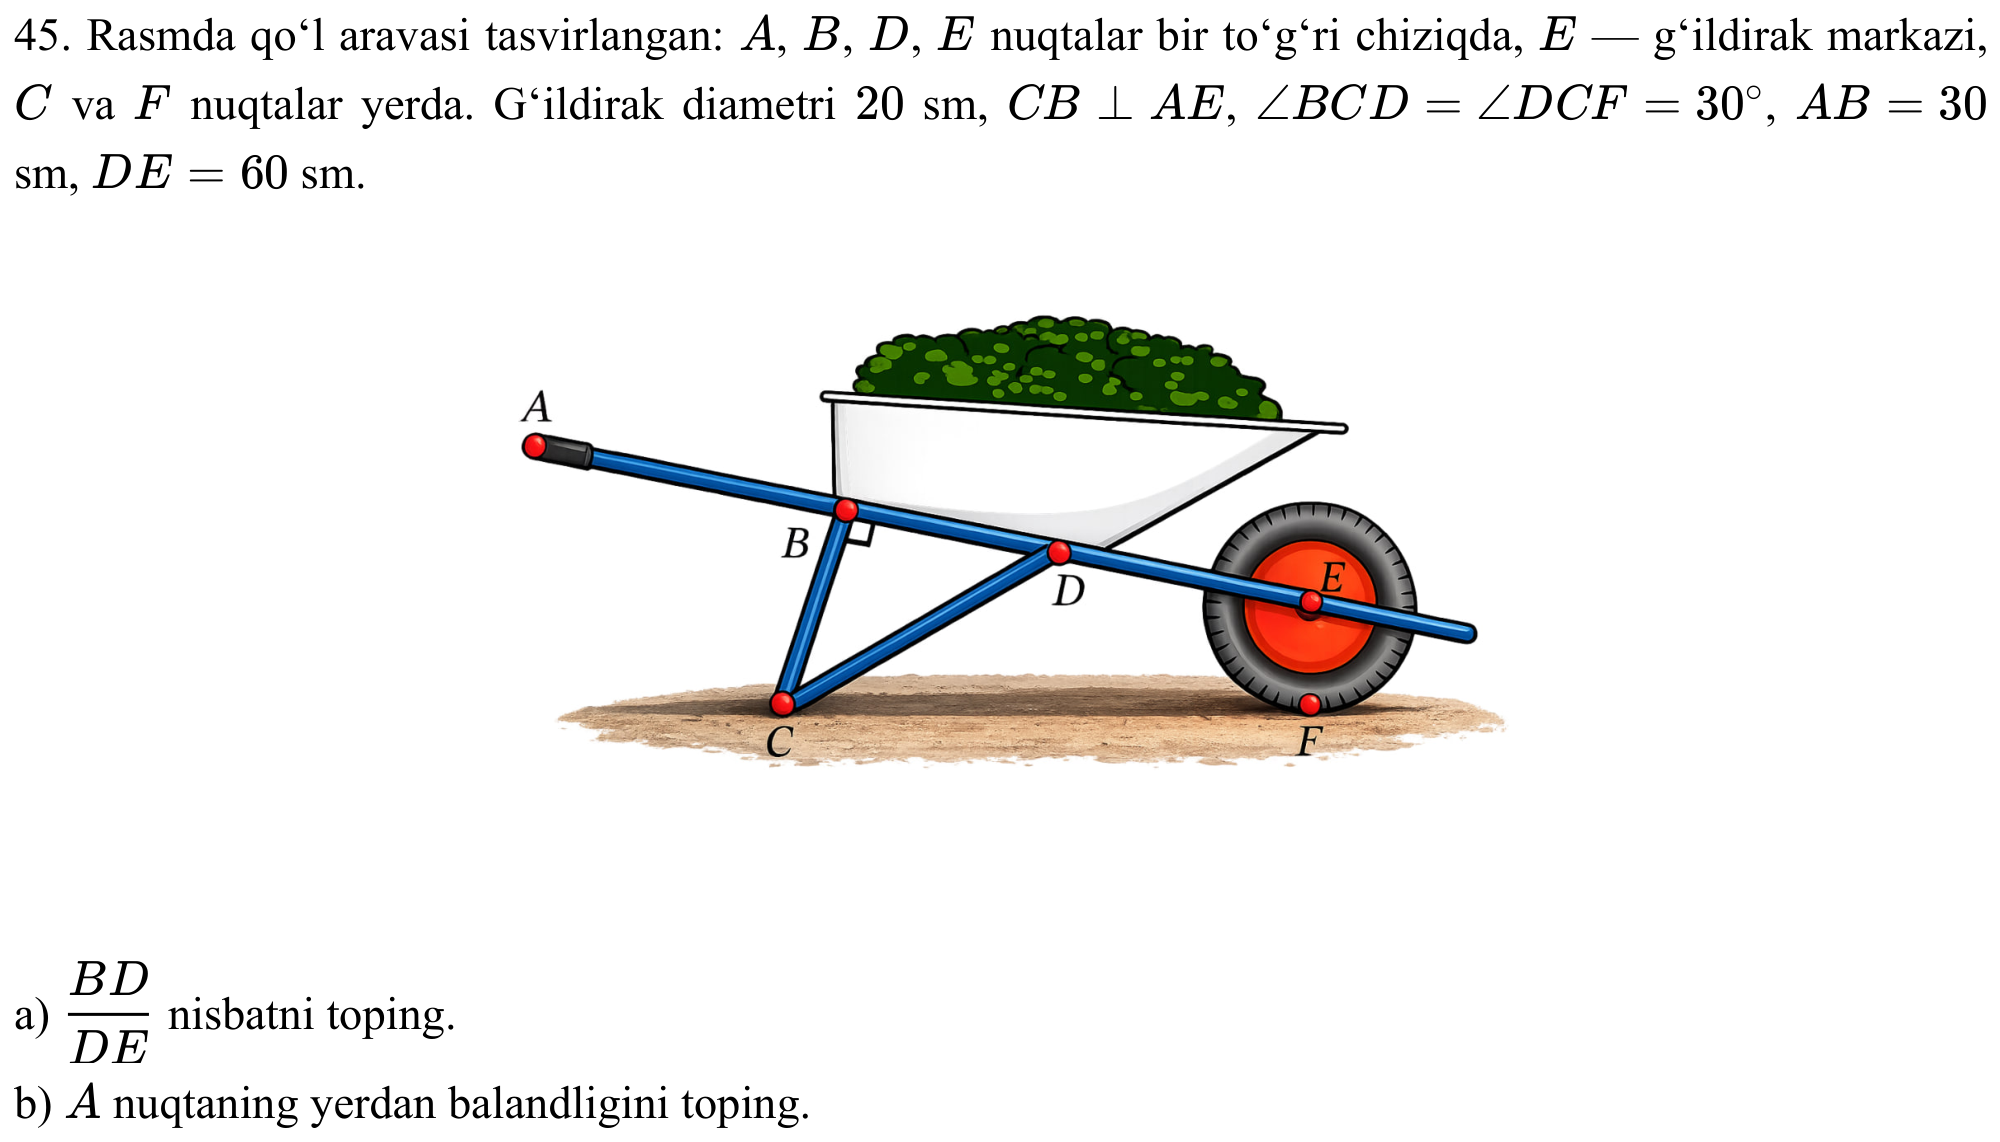 45. Rasmda qo‘l aravasi tasvirlangan: A, B, D, E nuqtalar bir to‘g‘ri chiziqda, E — g‘ildirak markazi,
C va F nuqtalar yerda. G‘ildirak diametri 20 sm, CB ⊥ AE, ∠BCD = ∠DCF = 30°, AB = 30
sm, DE = 60 sm.
A
B
D
E
C
F
a) BD/DE nisbatni toping.
b) A nuqtaning yerdan balandligini toping.